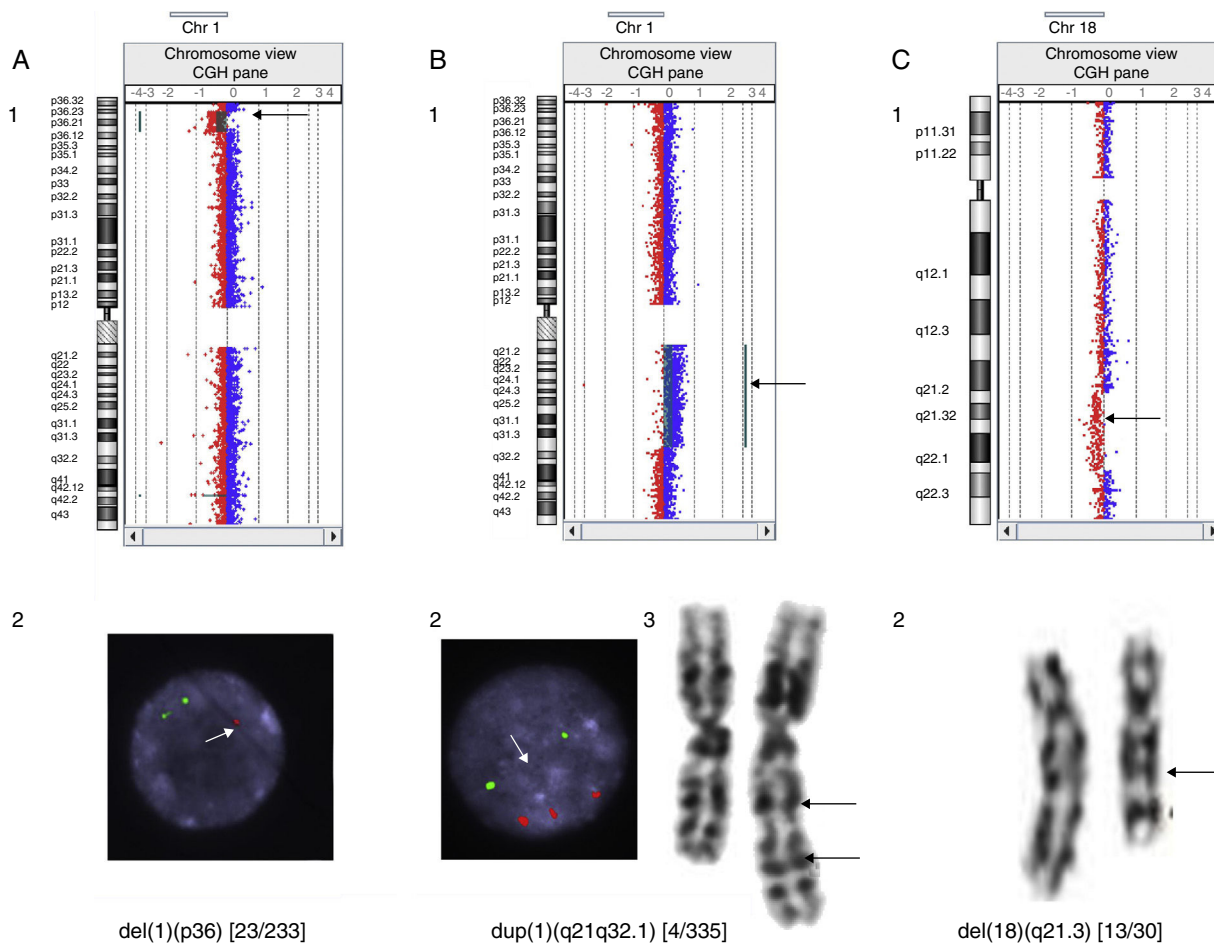 Chr 1
A
Chromosome view
CGH pane
-4-3 -2 -1 0 1 2 3 4
1
p36.32
p36.23
p36.21
p36.12
p35.3
p35.1
p34.2
p33
p32.2
p31.3
p31.1
p22.2
p21.3
p21.1
p13.2
p12
q21.2
q22
q23.2
q24.1
q24.3
q25.2
q31.1
q31.3
q32.2
q41
q42.12
q42.2
q43
2
del(1)(p36) [23/233]
Chr 1
B
Chromosome view
CGH pane
-4-3 -2 -1 0 1 2 3 4
1
p36.32
p36.23
p36.21
p36.12
p35.3
p35.1
p34.2
p33
p32.2
p31.3
p31.1
p22.2
p21.3
p21.1
p13.2
p12
q21.2
q22
q23.2
q24.1
q24.3
q25.2
q31.1
q31.3
q32.2
q41
q42.12
q42.2
q43
2
3
dup(1)(q21q32.1) [4/335]
Chr 18
C
Chromosome view
CGH pane
-4-3 -2 -1 0 1 2 3 4
1
p11.31
p11.22
q12.1
q12.3
q21.2
q21.32
q22.1
q22.3
2
del(18)(q21.3) [13/30]